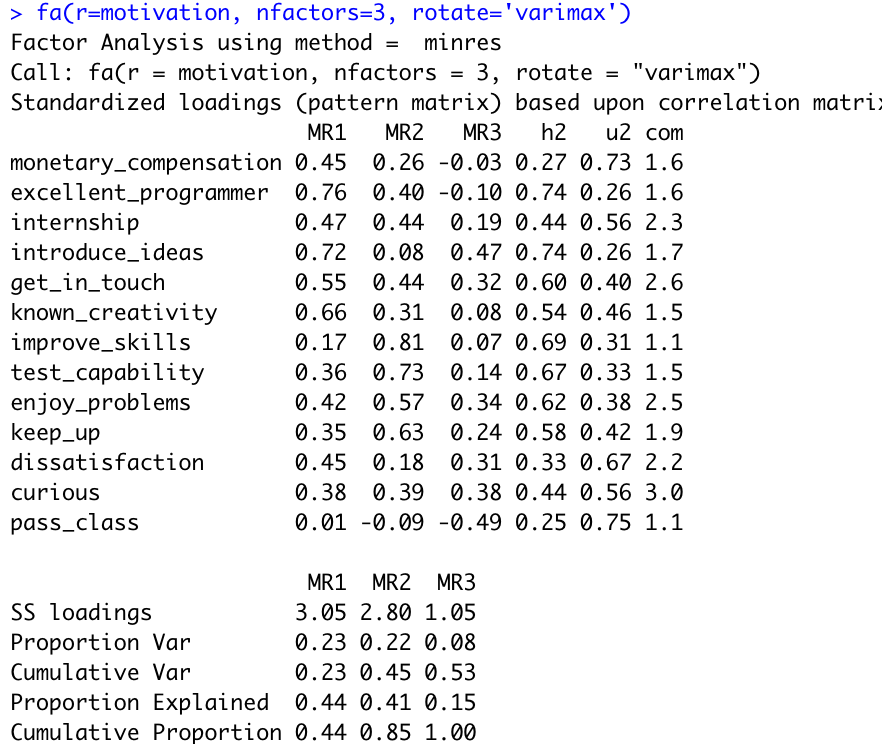 > fa(r=motivation, nfactors=3, rotate='varimax')
Factor Analysis using method =  minres
Call: fa(r = motivation, nfactors = 3, rotate = "varimax")
Standardized loadings (pattern matrix) based upon correlation matri
                      MR1   MR2   MR3   h2   u2 com
monetary_compensation 0.45  0.26 -0.03 0.27 0.73 1.6
excellent_programmer  0.76  0.40 -0.10 0.74 0.26 1.6
internship            0.47  0.44  0.19 0.44 0.56 2.3
introduce_ideas       0.72  0.08  0.47 0.74 0.26 1.7
get_in_touch          0.55  0.44  0.32 0.60 0.40 2.6
known_creativity      0.66  0.31  0.08 0.54 0.46 1.5
improve_skills        0.17  0.81  0.07 0.69 0.31 1.1
test_capability       0.36  0.73  0.14 0.67 0.33 1.5
enjoy_problems        0.42  0.57  0.34 0.62 0.38 2.5
keep_up               0.35  0.63  0.24 0.58 0.42 1.9
dissatisfaction       0.45  0.18  0.31 0.33 0.67 2.2
curious               0.38  0.39  0.38 0.44 0.56 3.0
pass_class            0.01 -0.09 -0.49 0.25 0.75 1.1
                       MR1  MR2  MR3
SS loadings           3.05 2.80 1.05
Proportion Var        0.23 0.22 0.08
Cumulative Var        0.23 0.45 0.53
Proportion Explained  0.44 0.41 0.15
Cumulative Proportion 0.44 0.85 1.00